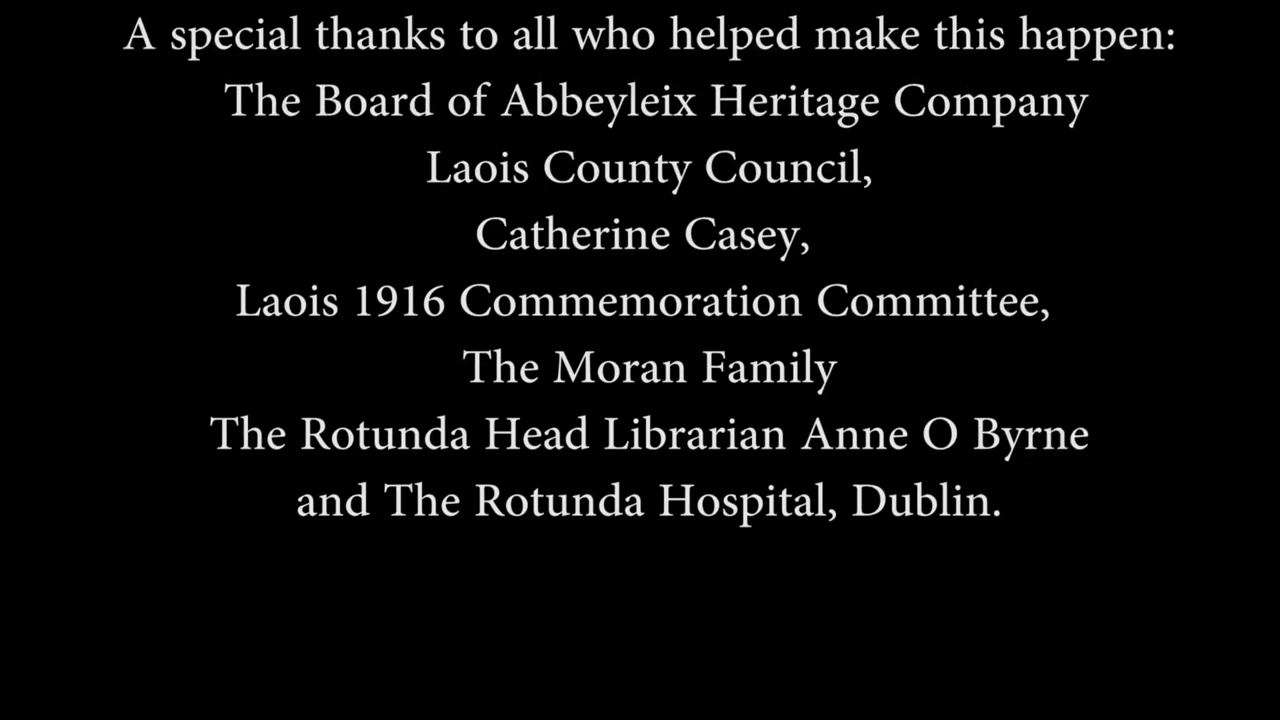 A special thanks to all who helped make this happen:
The Board of Abbeyleix Heritage Company
Laois County Council,
Catherine Casey,
Laois 1916 Commemoration Committee,
The Moran Family
The Rotunda Head Librarian Anne O Byrne
and The Rotunda Hospital, Dublin.